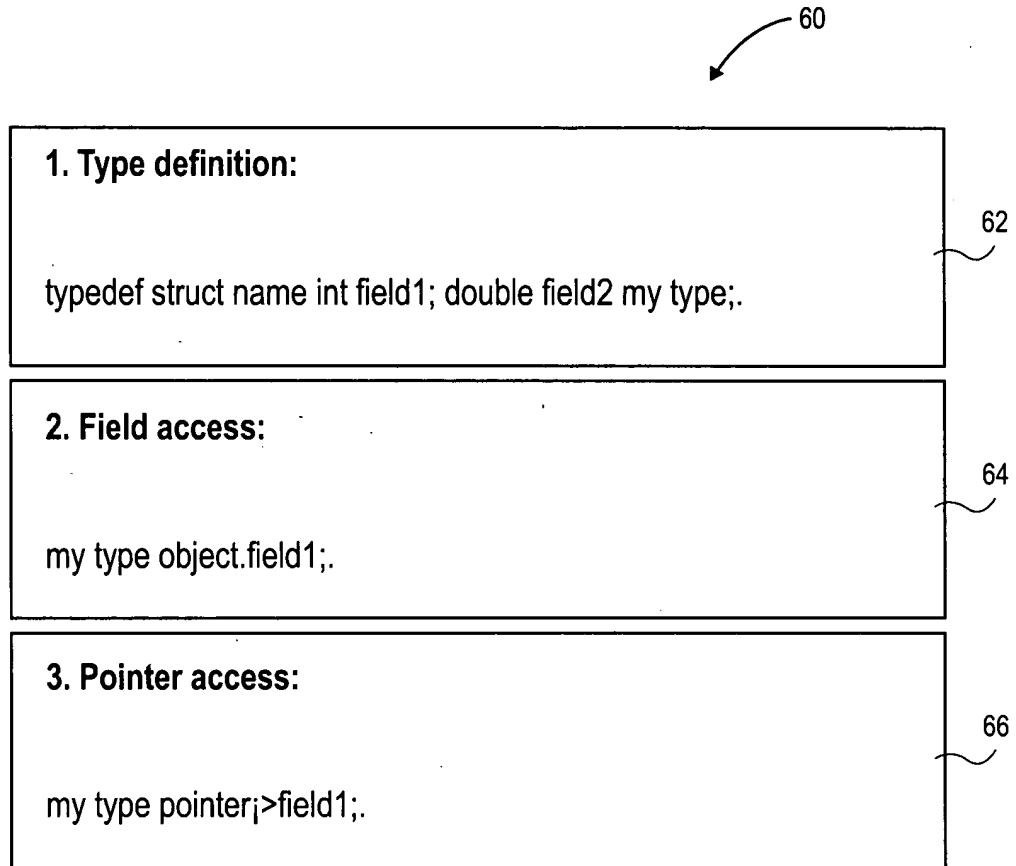 60
1. Type definition:
62
typedef struct name int field1; double field2 my type;.
2. Field access:
64
my type object.field1;.
3. Pointer access:
66
my type pointer¡>field1;.